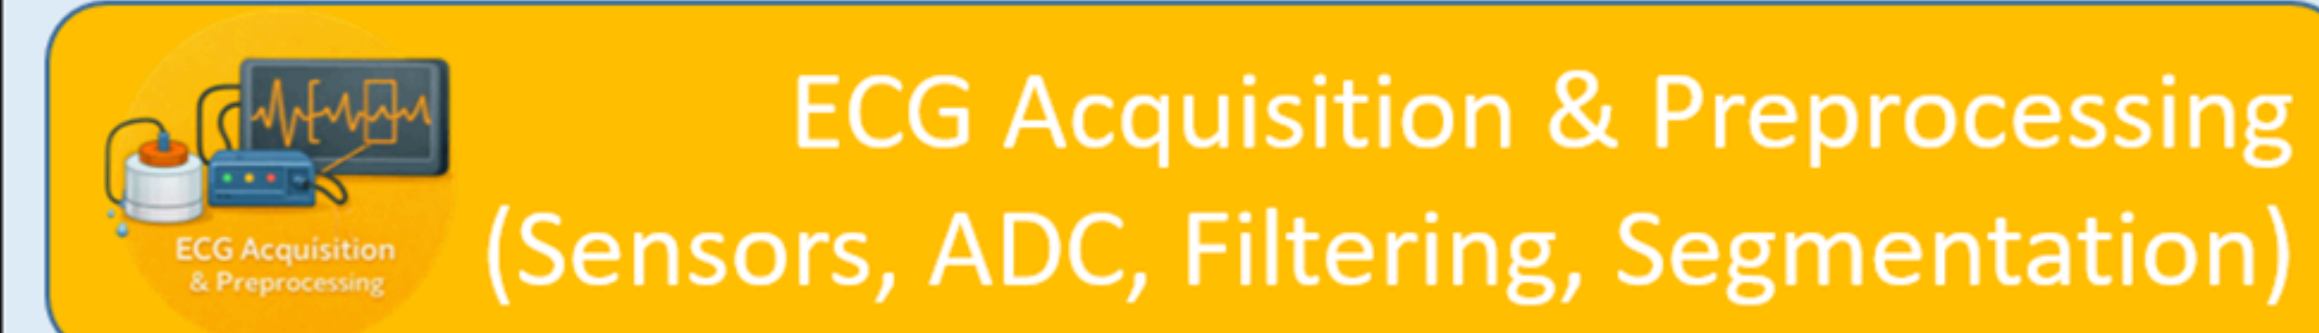 ECG Acquisition & Preprocessing
(Sensors, ADC, Filtering, Segmentation)
ECG Acquisition
& Preprocessing